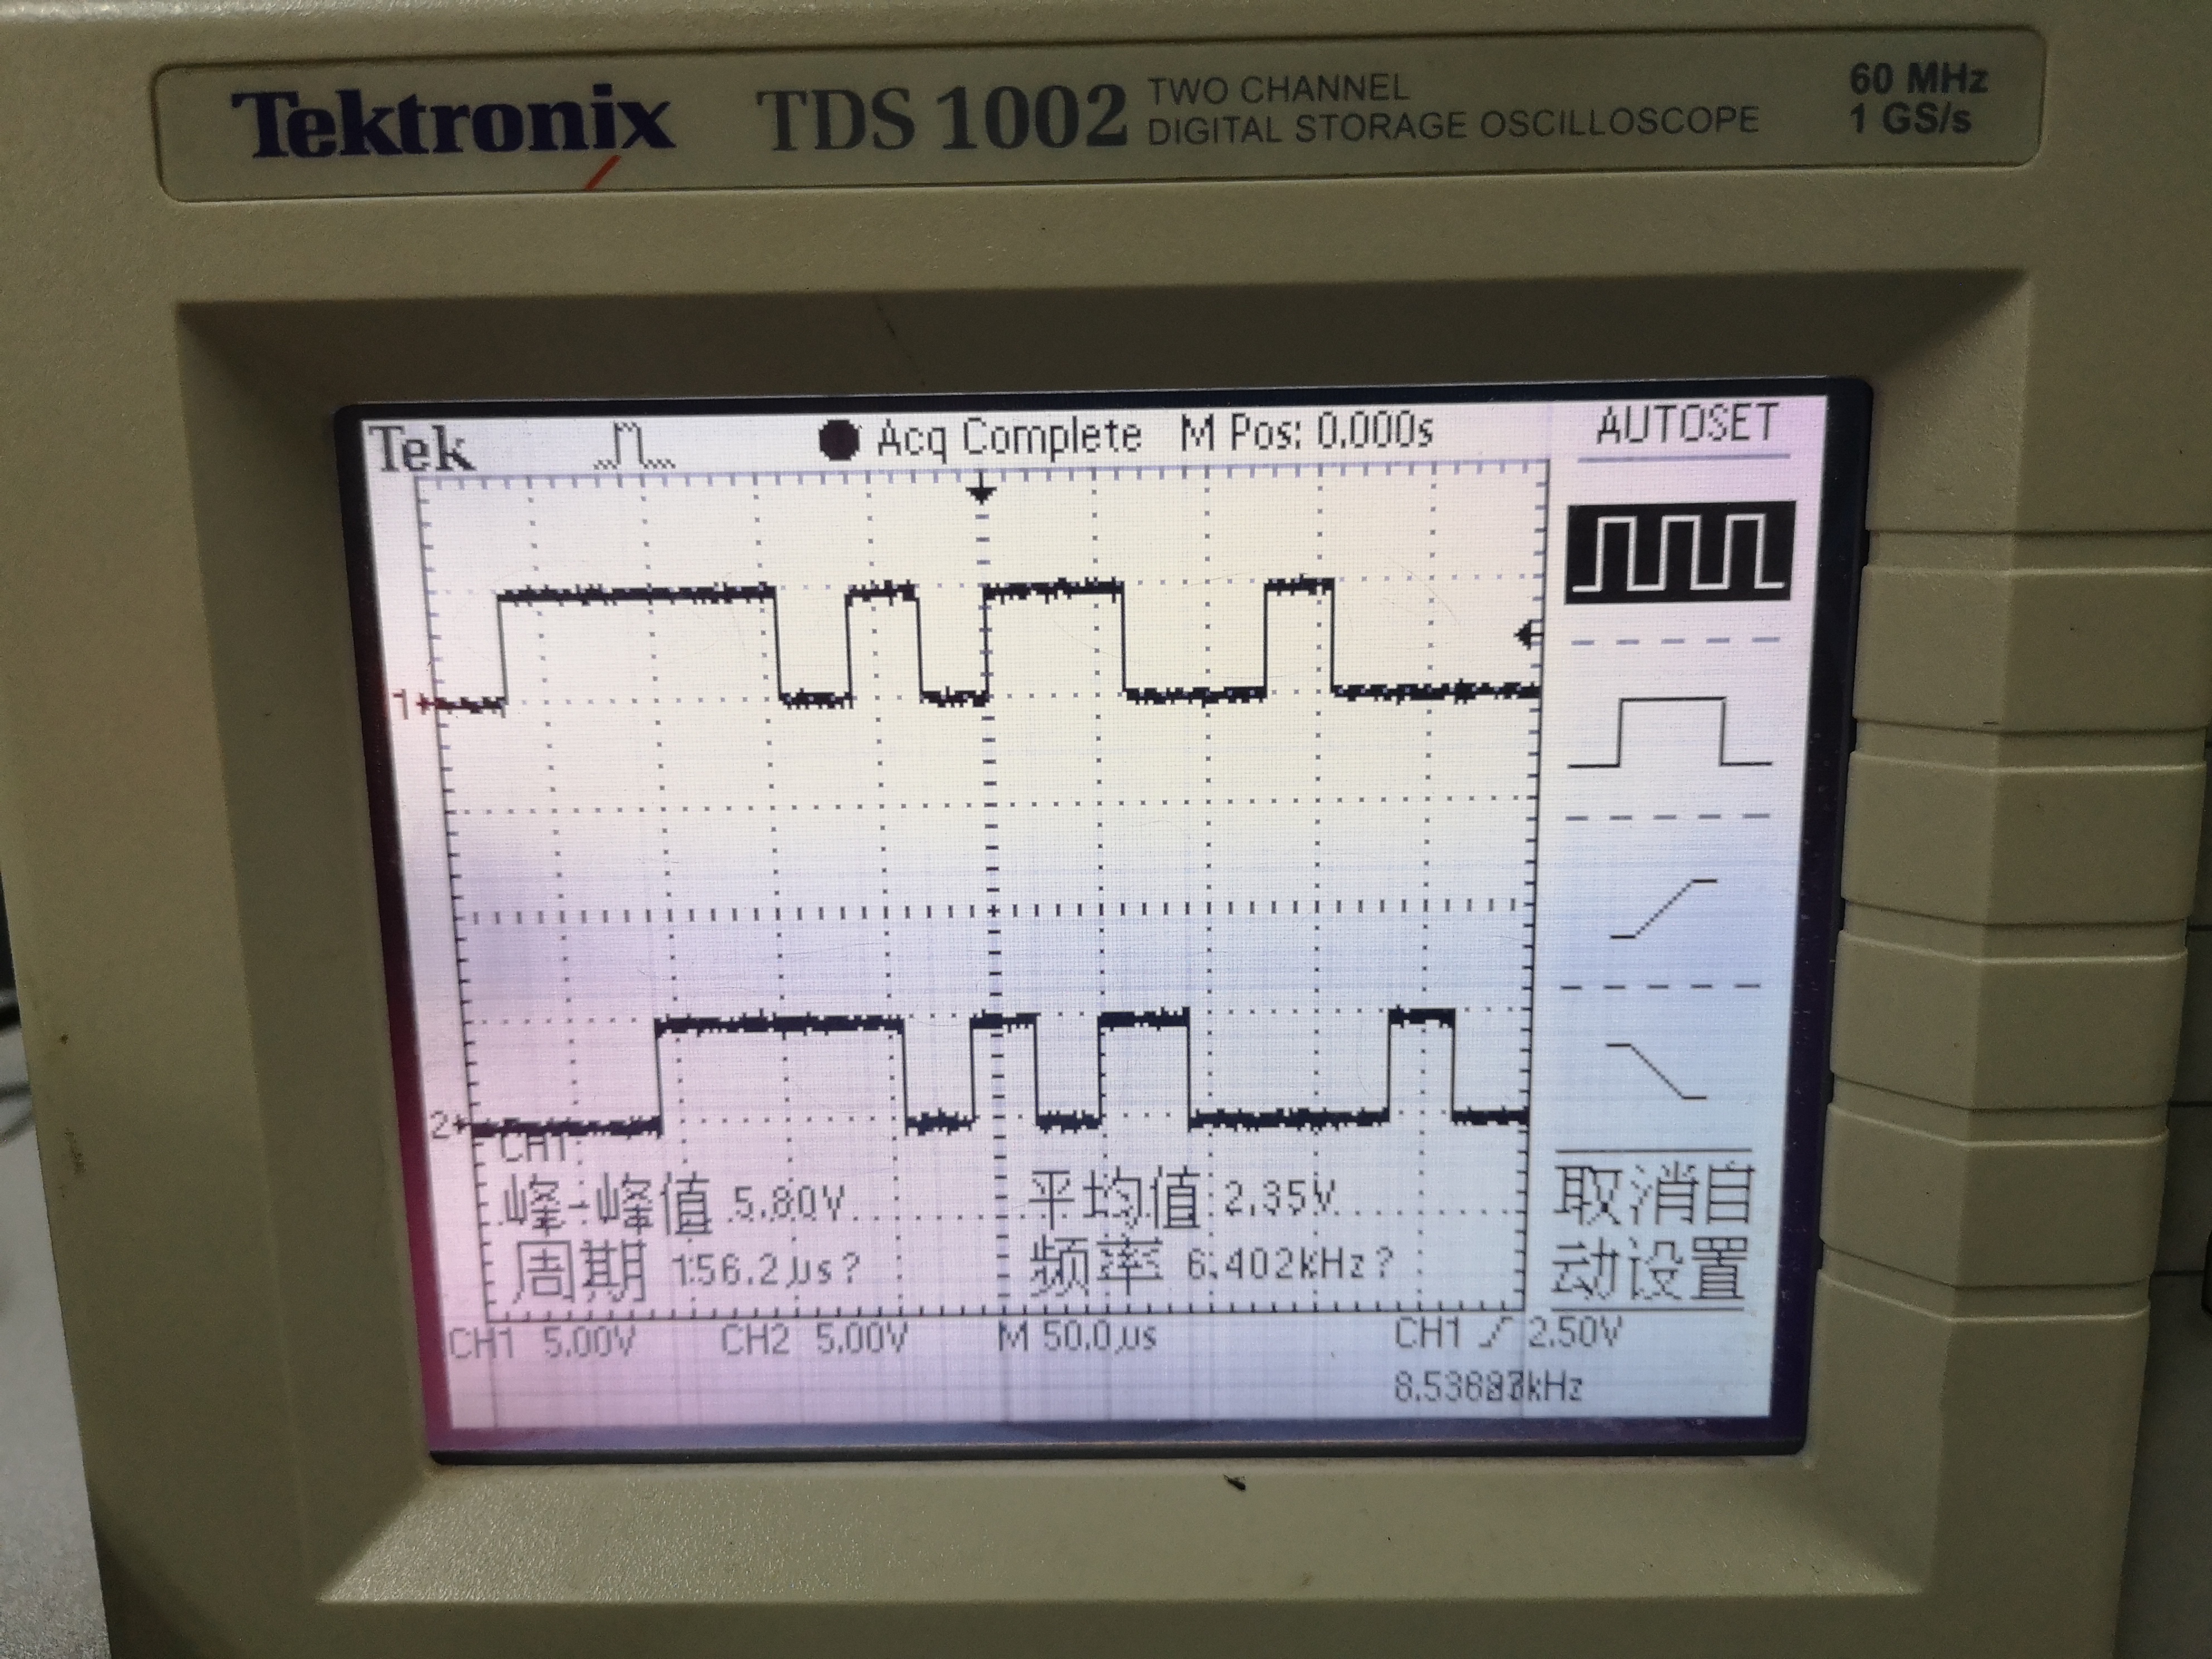 Tektronix TDS 1002 TWO CHANNEL DIGITAL STORAGE OSCILLOSCOPE
60 MHz
1 GS/s
Tek Acq Complete M Pos: 0.000s AUTOSET
1
2
CH1
峰-峰值 5.80V 平均值 2.35V
周期 156.2µs? 频率 6.402kHz?
取消自
动设置
CH1 5.00V CH2 5.00V M 50.0µs CH1 2.50V